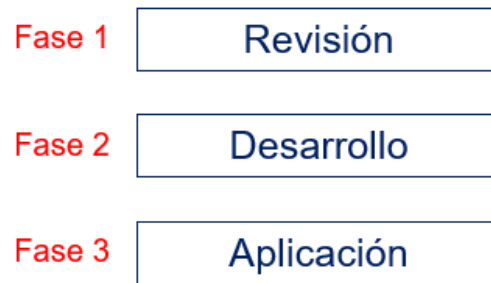 Fase 1 Revisión
Fase 2 Desarrollo
Fase 3 Aplicación